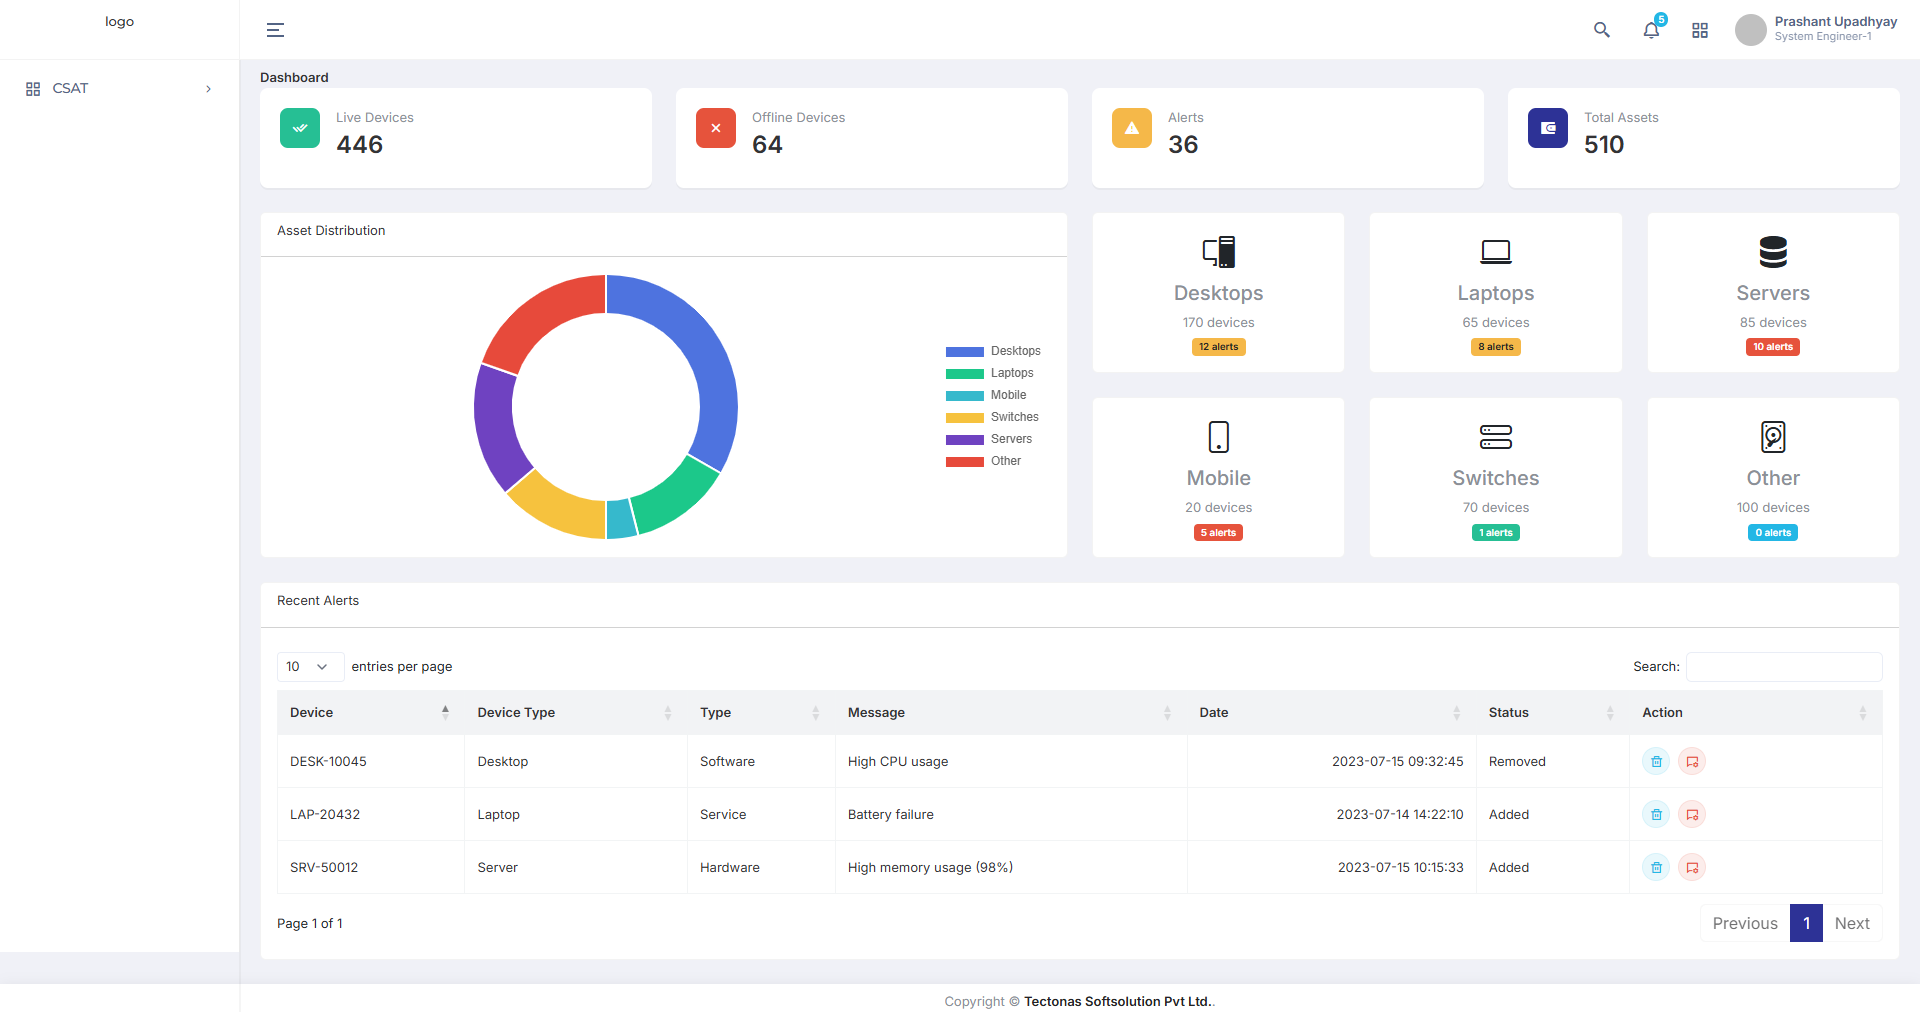 logo
5
Prashant Upadhyay
System Engineer-1
CSAT
Dashboard
Live Devices
446
Offline Devices
64
Alerts
36
Total Assets
510
Asset Distribution
Desktops
Laptops
Mobile
Switches
Servers
Other
Desktops
170 devices
12 alerts
Laptops
65 devices
8 alerts
Servers
85 devices
10 alerts
Mobile
20 devices
5 alerts
Switches
70 devices
1 alerts
Other
100 devices
0 alerts
Recent Alerts
10 entries per page
Search:
Device Device Type Type Message Date Status Action
DESK-10045 Desktop Software High CPU usage 2023-07-15 09:32:45 Removed
LAP-20432 Laptop Service Battery failure 2023-07-14 14:22:10 Added
SRV-50012 Server Hardware High memory usage (98%) 2023-07-15 10:15:33 Added
Page 1 of 1
Previous 1 Next
Copyright © Tectonas Softsolution Pvt Ltd..